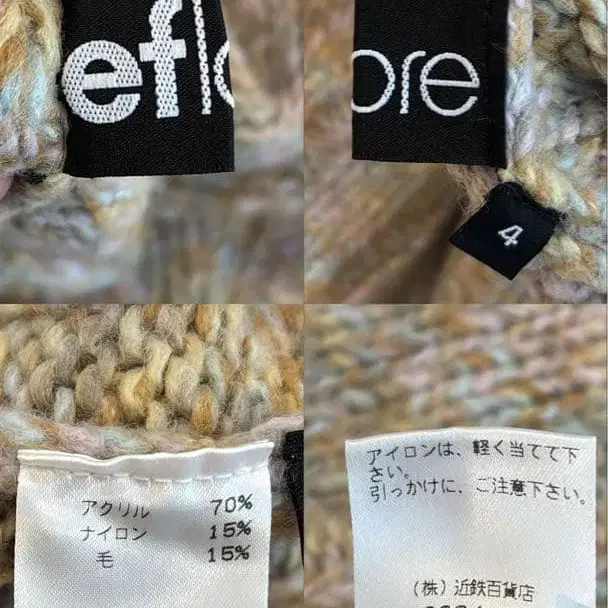 efl
ore
4
アクリル 70%
ナイロン 15%
毛 15%
アイロンは、軽く当てて下
さい。
引っかけに、ご注意下さい。
(株)近鉄百貨店